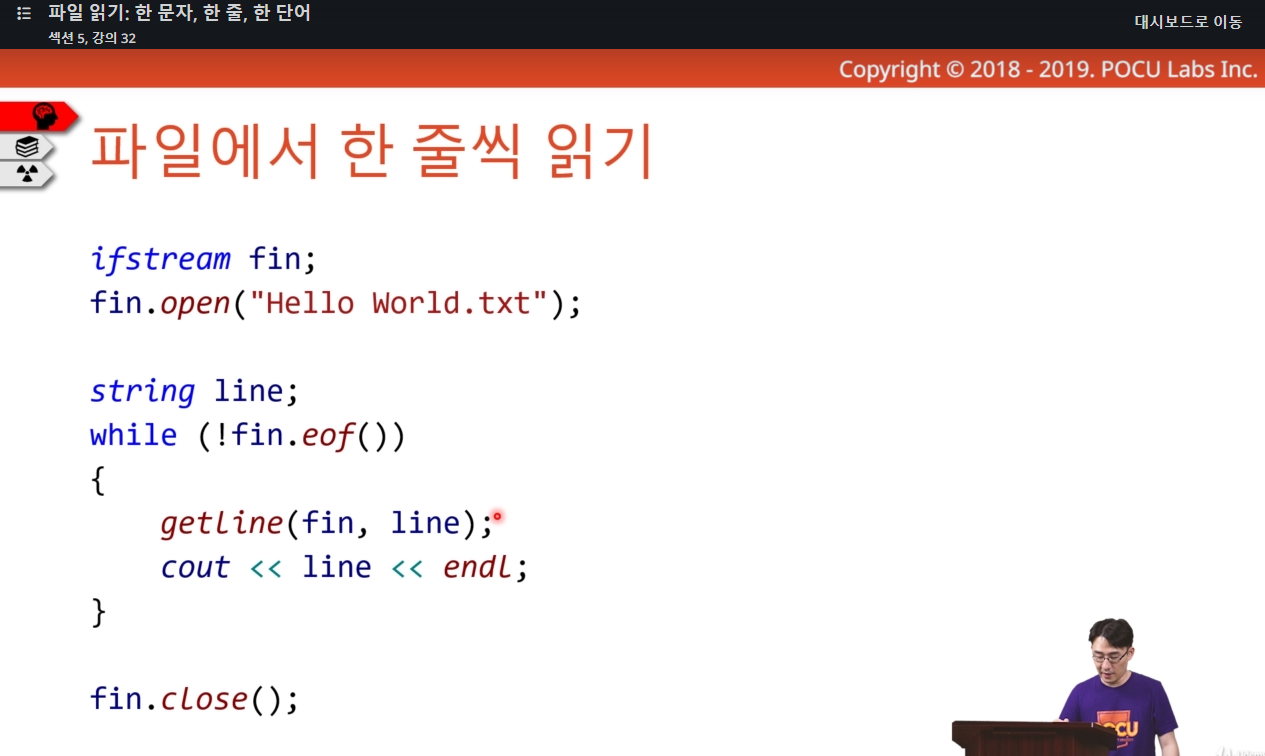 파일 읽기: 한 문자, 한 줄, 한 단어
섹션 5, 강의 32
대시보드로 이동
Copyright © 2018 - 2019. POCU Labs Inc.
파일에서 한 줄씩 읽기
ifstream fin;
fin.open("Hello World.txt");
string line;
while (!fin.eof())
{
getline(fin, line);
cout << line << endl;
}
fin.close();